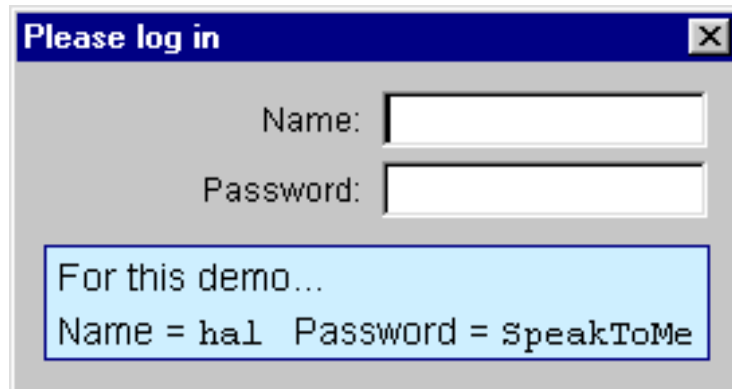 Please log in
Name:
Password:
For this demo...
Name = hal Password = SpeakToMe